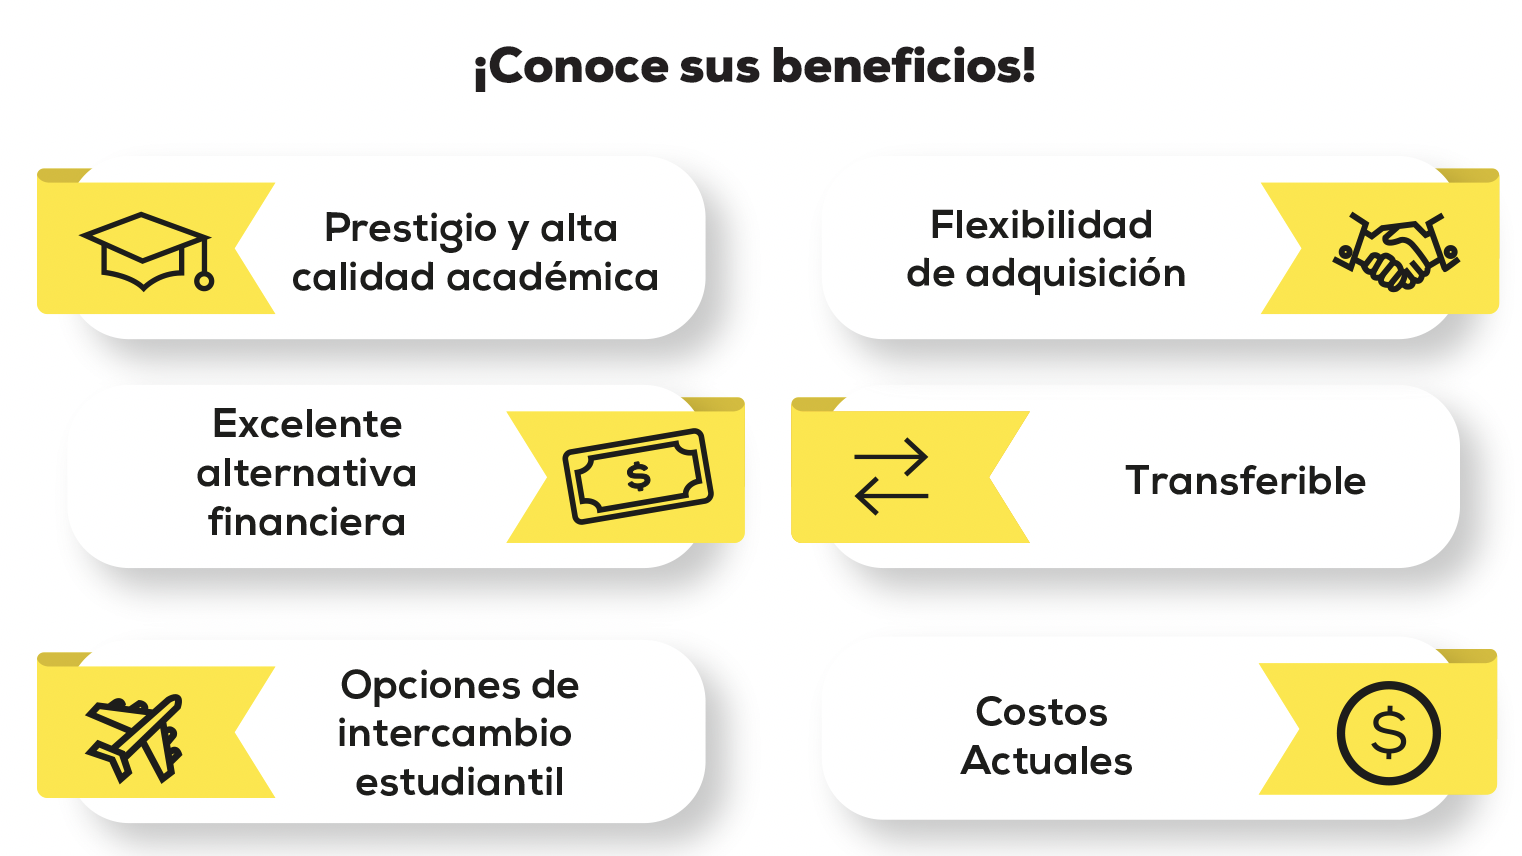 ¡Conoce sus beneficios!
Prestigio y alta
calidad académica
Flexibilidad
de adquisición
Excelente
alternativa
financiera
$
Transferible
Opciones de
intercambio
estudiantil
Costos
Actuales
$